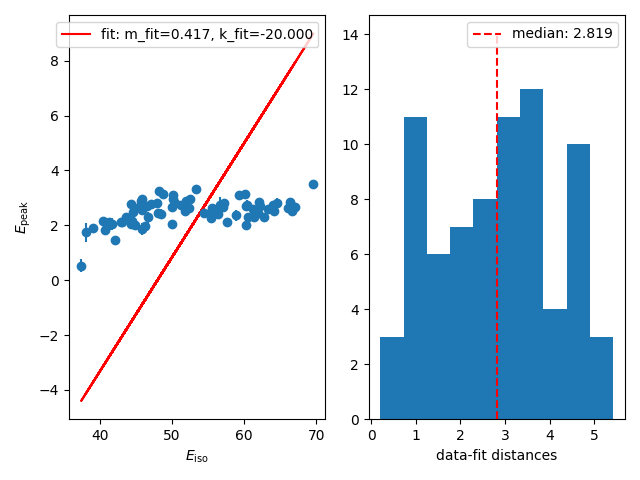 fit: m_fit=0.417, k_fit=-20.000
E_peak
8
6
4
2
0
−2
−4
40 50 60 70
E_iso
median: 2.819
14
12
10
8
6
4
2
0
0 1 2 3 4 5
data-fit distances